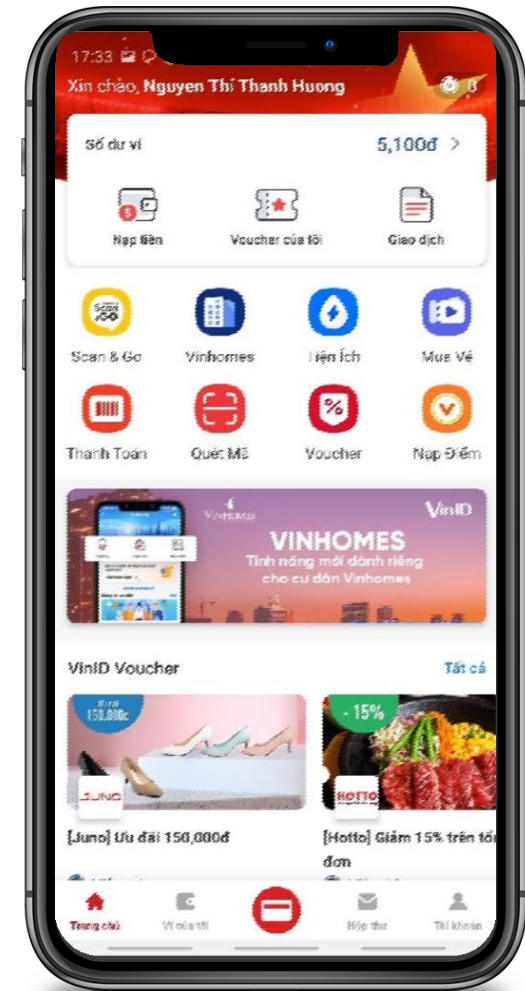 17:33
Xin chào, Nguyen Thi Thanh Huong
8
Số dư ví
5,100đ >
Nạp tiền
Voucher của tôi
Giao dịch
Scan & Go
Vinhomes
Tiện Ích
Mua Vé
Thanh Toán
Quét Mã
Voucher
Nạp Điểm
VINHOMES
VinID
VINHOMES
Tính năng mới dành riêng
cho cư dân Vinhomes
VinID Voucher
Tất cả
150.000đ
- 15%
JUNO
HOTTO
[Juno] Ưu đãi 150,000đ
[Hotto] Giảm 15% trên tổ
đơn
Trang chủ
Ví của tôi
Hộp thư
Tài khoản